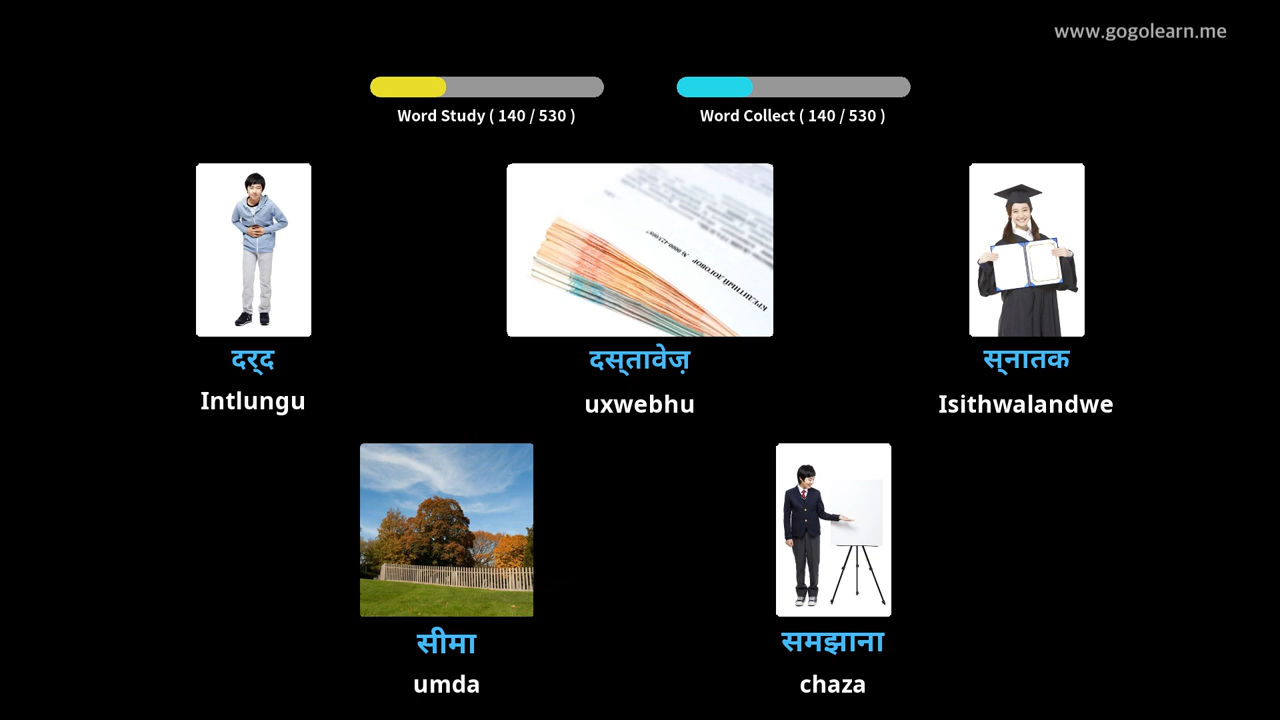 www.gogolearn.me
Word Study ( 140 / 530 )
Word Collect ( 140 / 530 )
दर्द
दस्तावेज़
स्नातक
Intlungu
uxwebhu
Isithwalandwe
सीमा
समझाना
umda
chaza